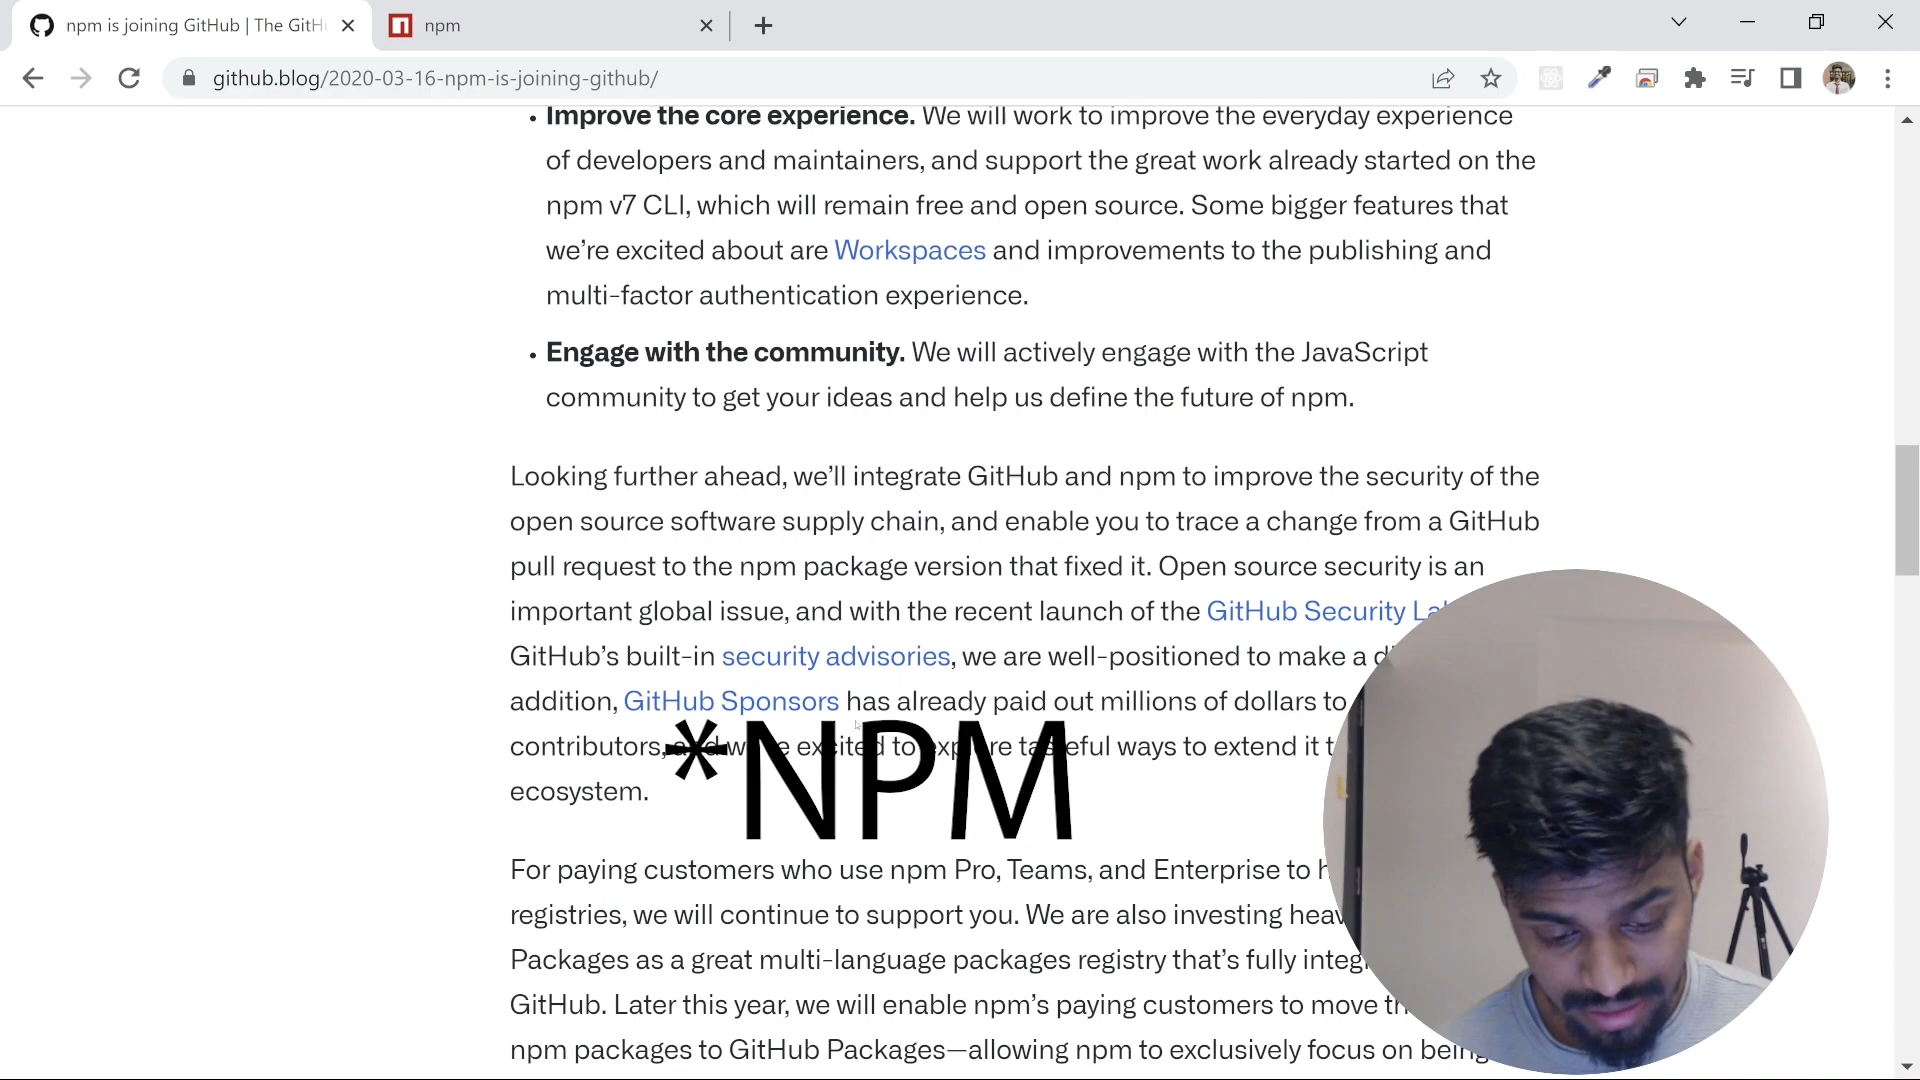 npm is joining GitHub | The GitH
npm
github.blog/2020-03-16-npm-is-joining-github/
• Improve the core experience. We will work to improve the everyday experience
of developers and maintainers, and support the great work already started on the
npm v7 CLI, which will remain free and open source. Some bigger features that
we’re excited about are Workspaces and improvements to the publishing and
multi-factor authentication experience.
• Engage with the community. We will actively engage with the JavaScript
community to get your ideas and help us define the future of npm.
Looking further ahead, we’ll integrate GitHub and npm to improve the security of the
open source software supply chain, and enable you to trace a change from a GitHub
pull request to the npm package version that fixed it. Open source security is an
important global issue, and with the recent launch of the GitHub Security
GitHub’s built-in security advisories, we are well-positioned to make a
addition, GitHub Sponsors has already paid out millions of dollars to
contributors, excited to ways to extend it
*NPM
ecosystem.
For paying customers who use npm Pro, Teams, and Enterprise to
registries, we will continue to support you. We are also investing
Packages as a great multi-language packages registry that’s fully
GitHub. Later this year, we will enable npm’s paying customers to move
npm packages to GitHub Packages—allowing npm to exclusively focus on being